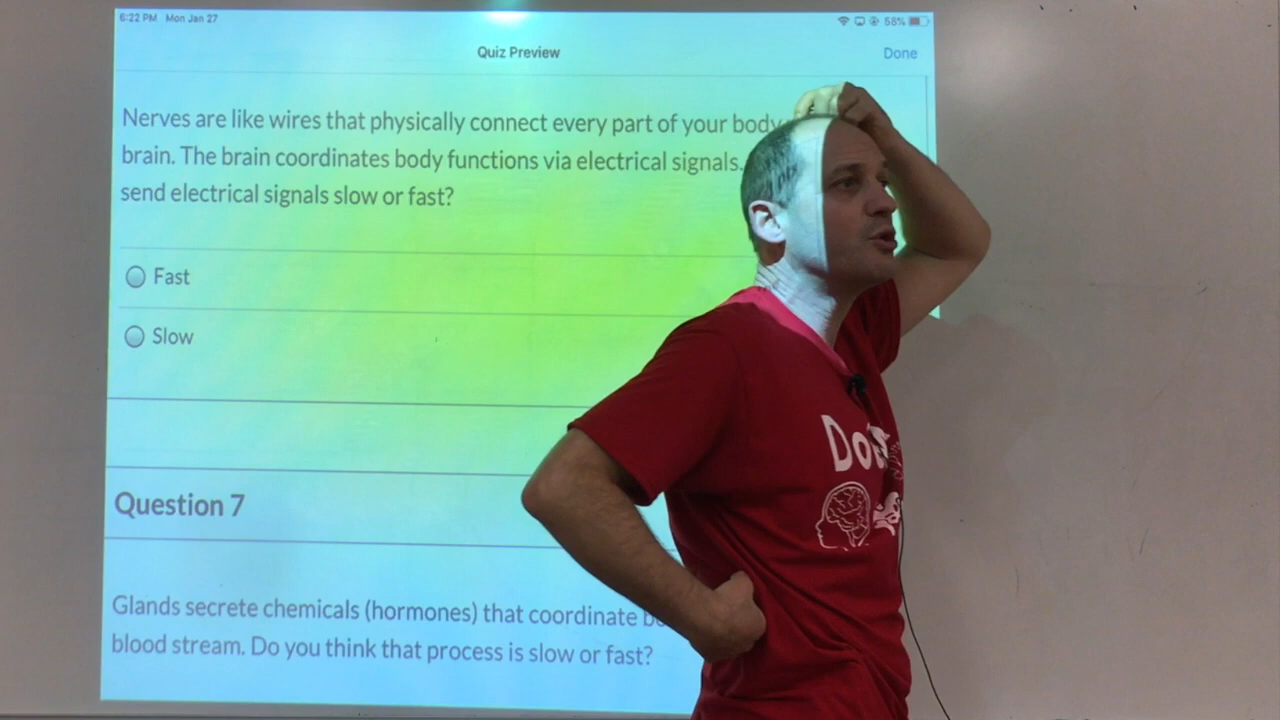 6:22 PM Mon Jan 27
58%
Quiz Preview
Done
Nerves are like wires that physically connect every part of your body
brain. The brain coordinates body functions via electrical signals.
send electrical signals slow or fast?
Fast
Slow
Question 7
Glands secrete chemicals (hormones) that coordinate
blood stream. Do you think that process is slow or fast?